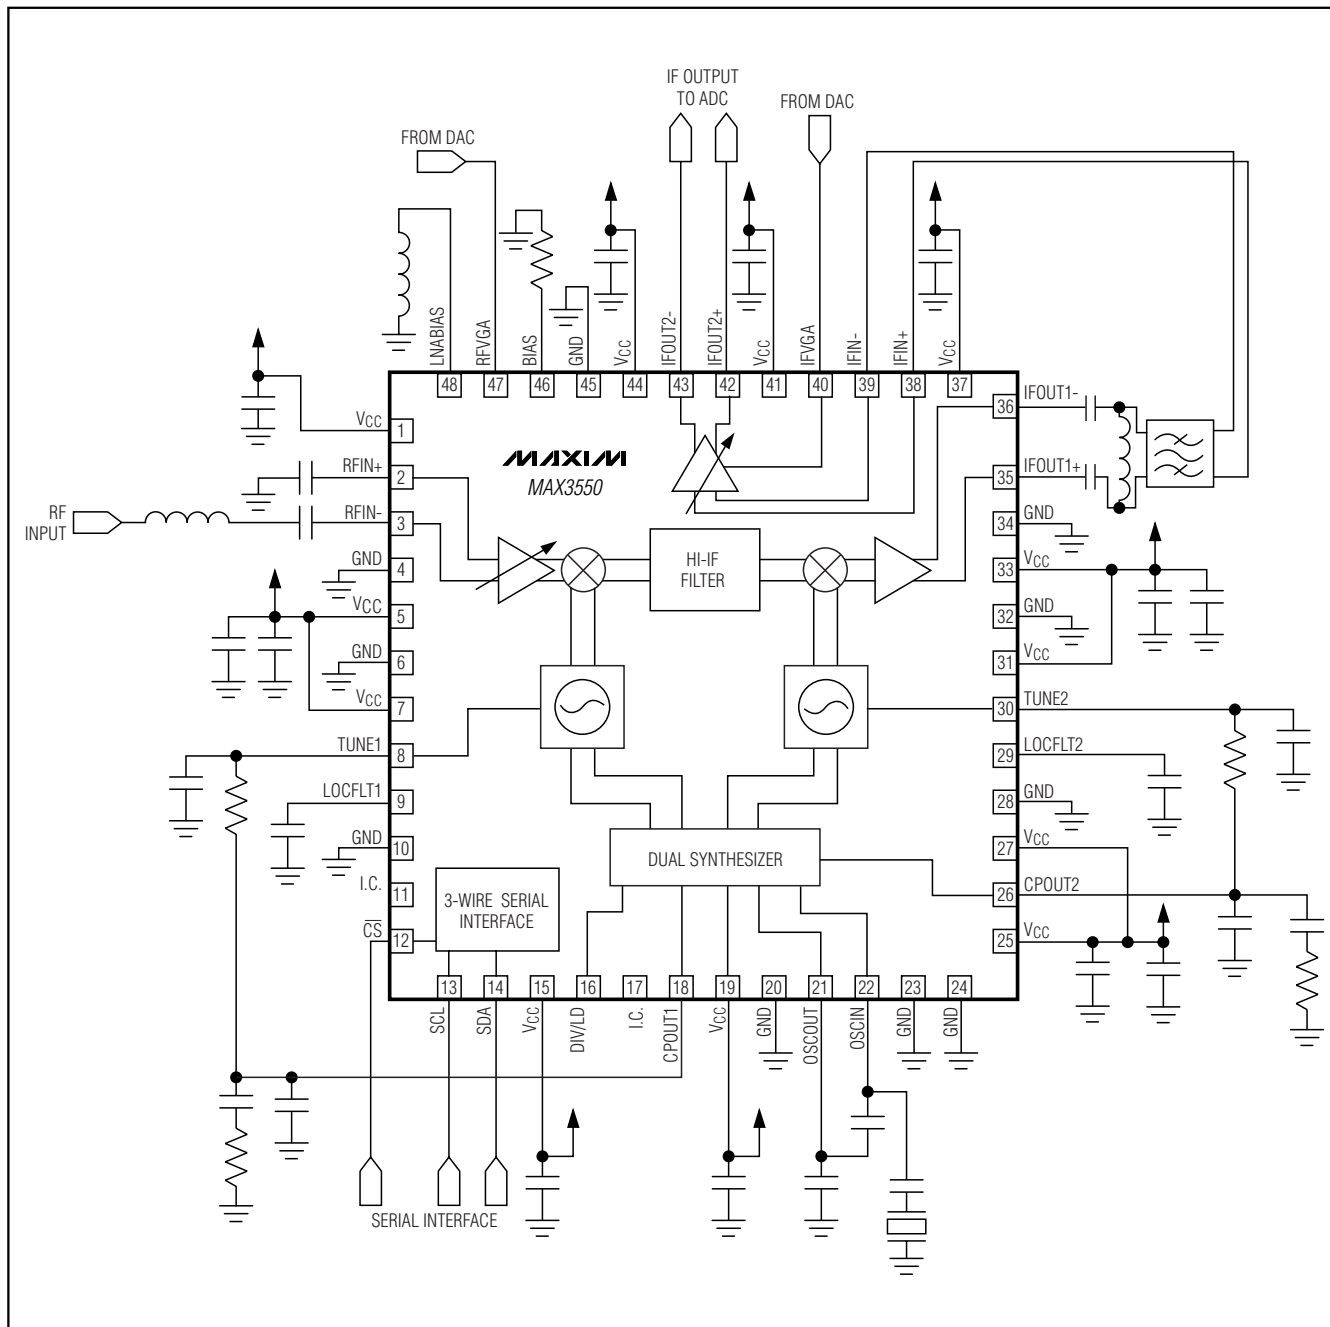 IF OUTPUT
TO ADC
FROM DAC
FROM DAC
LNABIAS
RFVGA
BIAS
GND
VCC
IFOUT2-
IFOUT2+
VCC
IFVGA
IFIN-
IFIN+
VCC
48
47
46
45
44
43
42
41
40
39
38
37
VCC
1
RFIN+
2
RFIN-
3
RF
INPUT
GND
4
VCC
5
GND
6
VCC
7
TUNE1
8
LOCFLT1
9
GND
10
I.C.
11
CS
12
MAXIM
MAX3550
HI-IF
FILTER
DUAL SYNTHESIZER
3-WIRE SERIAL
INTERFACE
36
IFOUT1-
35
IFOUT1+
34
GND
33
VCC
32
GND
31
VCC
30
TUNE2
29
LOCFLT2
28
GND
27
VCC
26
CPOUT2
25
VCC
13
14
15
16
17
18
19
20
21
22
23
24
SCL
SDA
VCC
DIV/LD
I.C.
CPOUT1
VCC
GND
OSCOUT
OSCIN
GND
GND
SERIAL INTERFACE